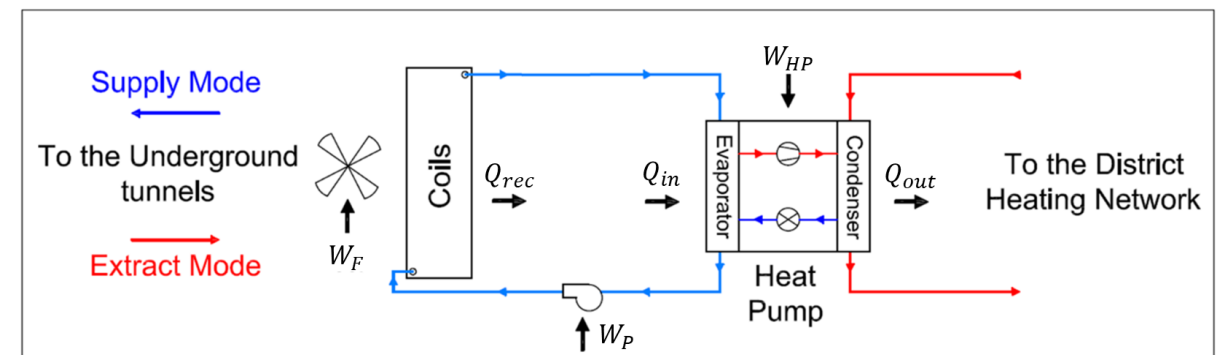 Supply Mode
To the Underground
tunnels
Extract Mode
W_F
Coils
Q_rec
Q_in
W_P
Evaporator
W_HP
Condenser
Heat
Pump
Q_out
To the District
Heating Network